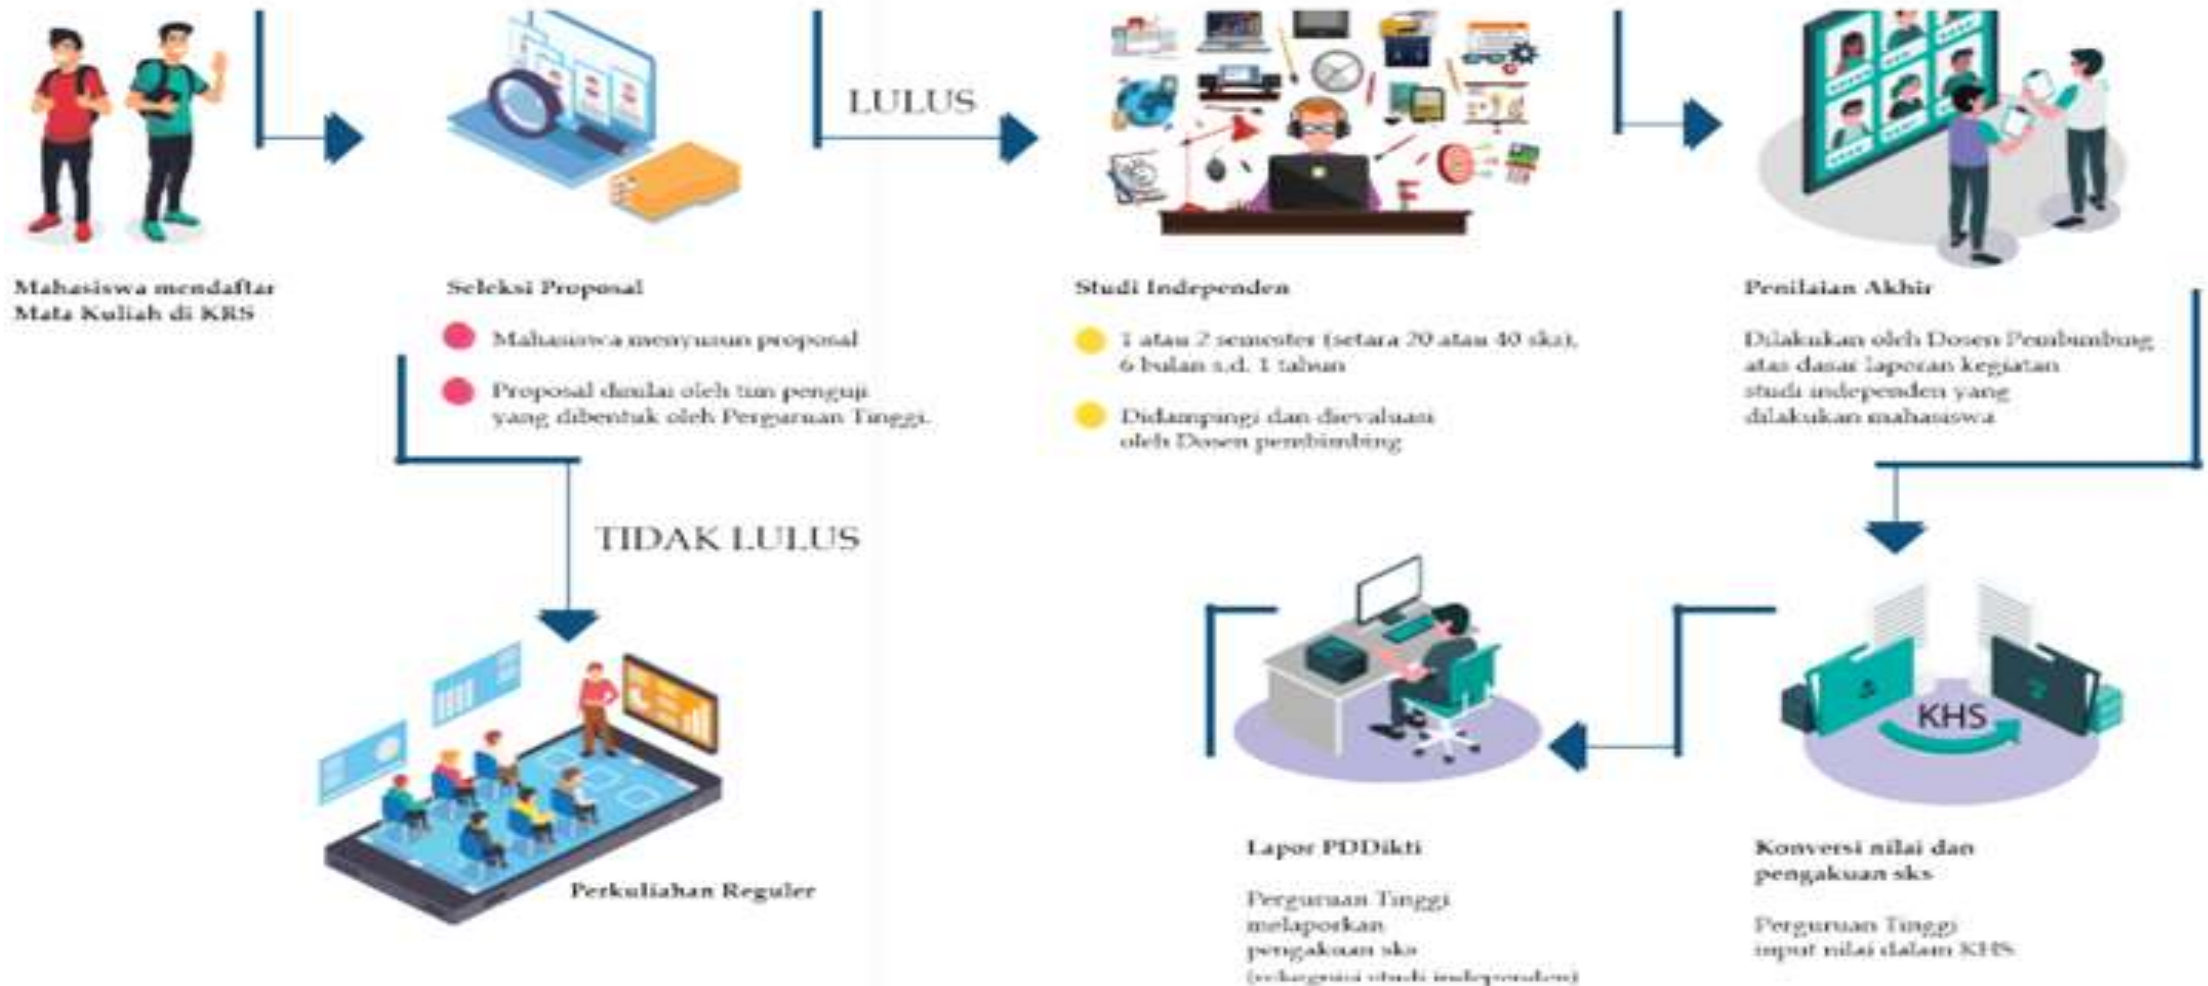 LULUS
Mahasiswa mendaftar
Mata Kuliah di KRS
Seleksi Proposal
Mahasiswa menyusun proposal
Proposal dinilai oleh tim penguji
yang dibentuk oleh Perguruan Tinggi.
Studi Independen
1 atau 2 semester (setara 20 atau 40 sks),
6 bulan s.d. 1 tahun
Didampingi dan dievaluasi
oleh Dosen pembimbing
Penilaian Akhir
Dilakukan oleh Dosen Pembimbing
atas dasar laporan kegiatan
studi independen yang
dilakukan mahasiswa
TIDAK LULUS
Perkuliahan Reguler
KHS
Lapor PDDikti
Perguruan Tinggi
melaporkan
pengakuan sks
(rekognisi studi independen)
Konversi nilai dan
pengakuan sks
Perguruan Tinggi
input nilai dalam KHS